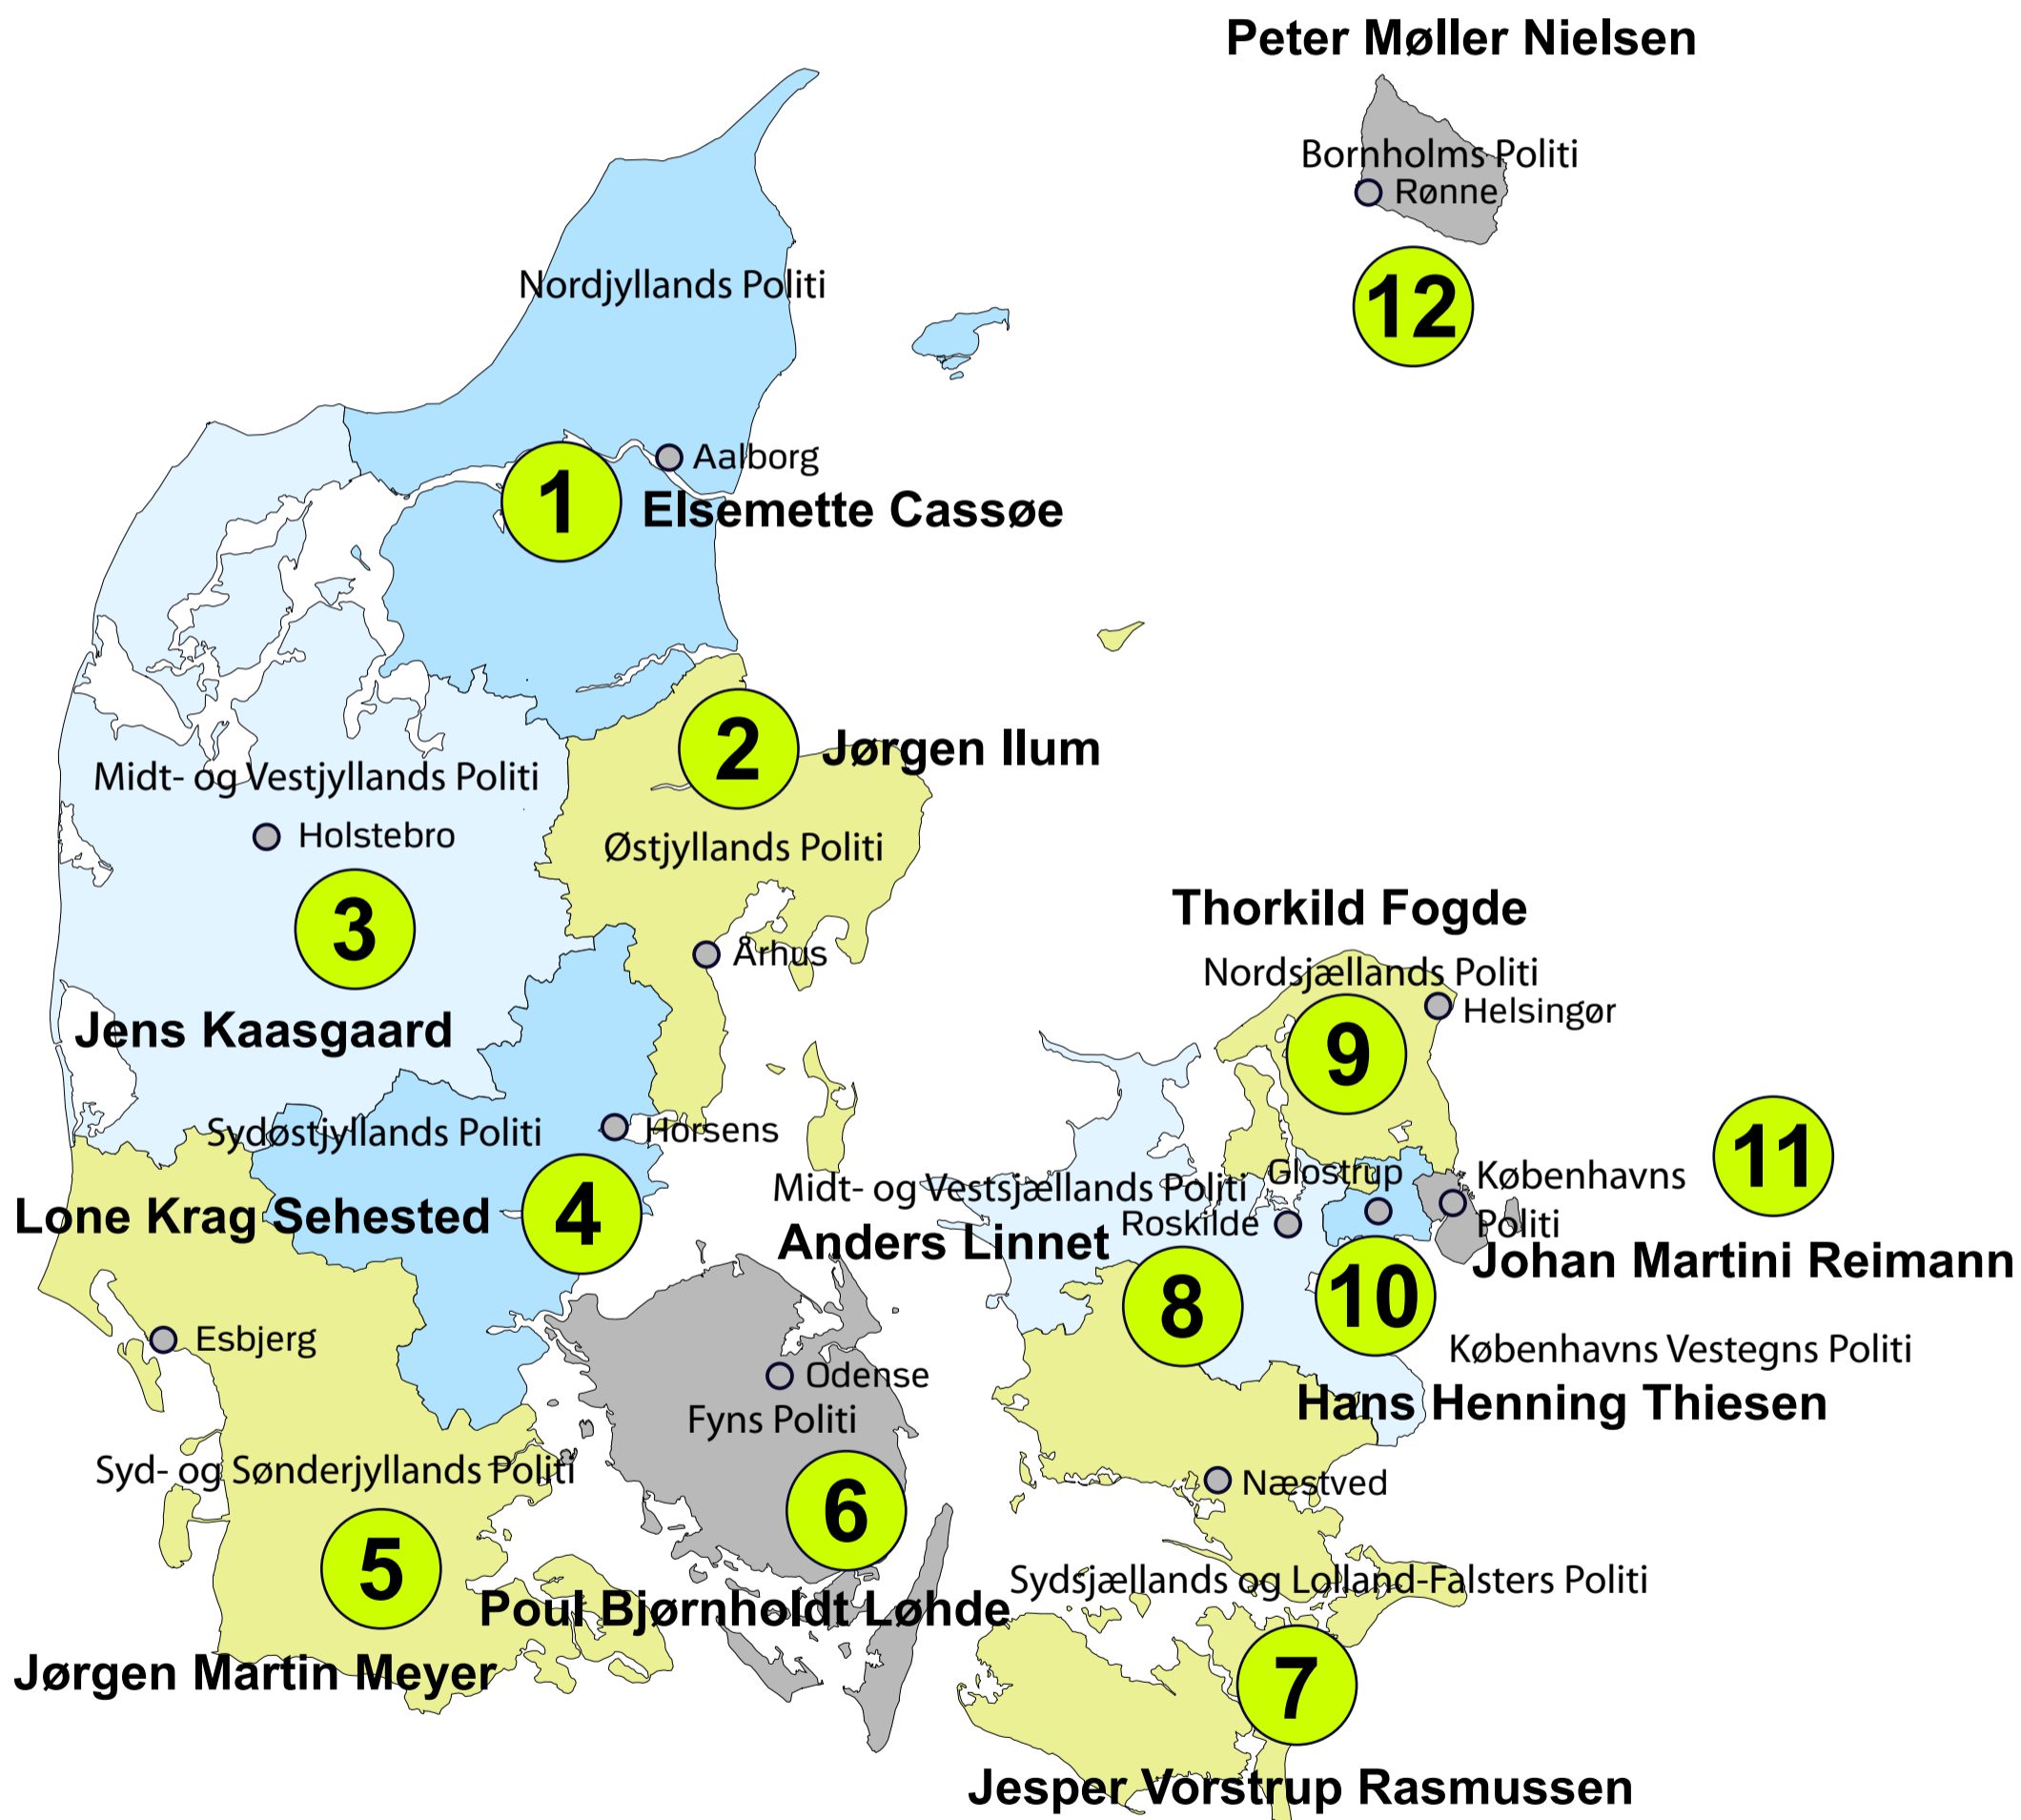 Peter Møller Nielsen
Bornholms Politi
Rønne
12
Nordjyllands Politi
Aalborg
1
Elsemette Cassøe
2
Jørgen Ilum
Midt- og Vestjyllands Politi
Holstebro
Østjyllands Politi
3
Århus
Jens Kaasgaard
Thorkild Fogde
Nordsjællands Politi
Helsingør
9
Sydøstjyllands Politi
Horsens
11
Lone Krag Sehested
4
Midt- og Vestsjællands Politi
Glostrup
Københavns
Politi
Roskilde
Anders Linnet
Johan Martini Reimann
8
10
Esbjerg
Københavns Vestegns Politi
Odense
Fyns Politi
Hans Henning Thiesen
Syd- og Sønderjyllands Politi
Næstved
6
5
Sydsjællands og Lolland-Falsters Politi
Poul Bjørnholdt Løhde
Jørgen Martin Meyer
7
Jesper Vorstrup Rasmussen